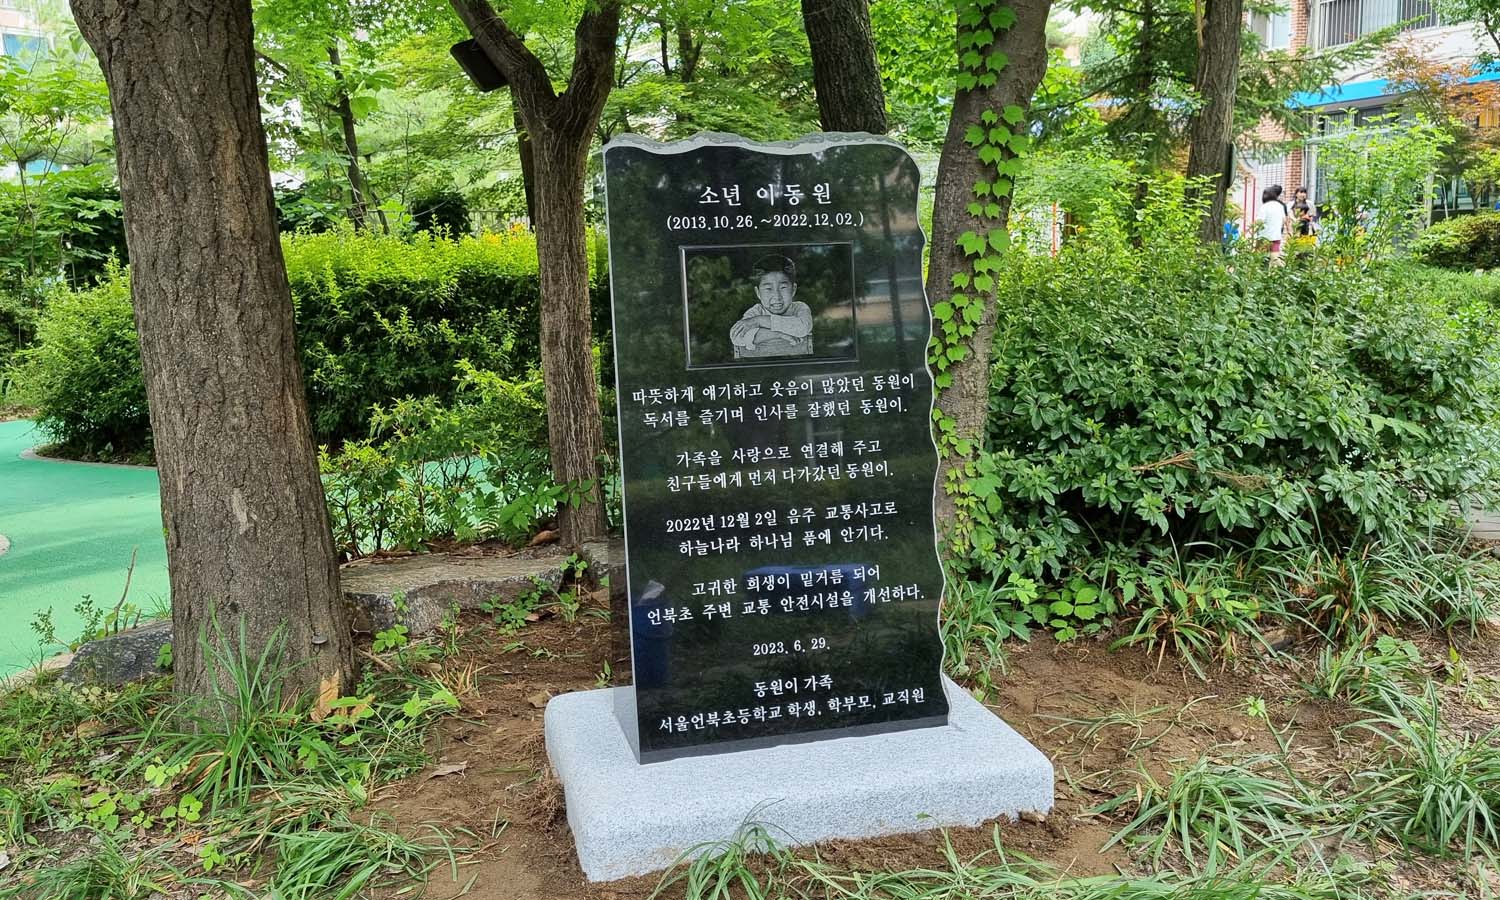 소년 이동원
(2013.10.26.~2022.12.02.)
따뜻하게 얘기하고 웃음이 많았던 동원이
독서를 즐기며 인사를 잘했던 동원이.
가족을 사랑으로 연결해 주고
친구들에게 먼저 다가갔던 동원이.
2022년 12월 2일 음주 교통사고로
하늘나라 하나님 품에 안기다.
고귀한 희생이 밑거름 되어
언북초 주변 교통 안전시설을 개선하다.
2023. 6. 29.
동원이 가족
서울언북초등학교 학생, 학부모, 교직원